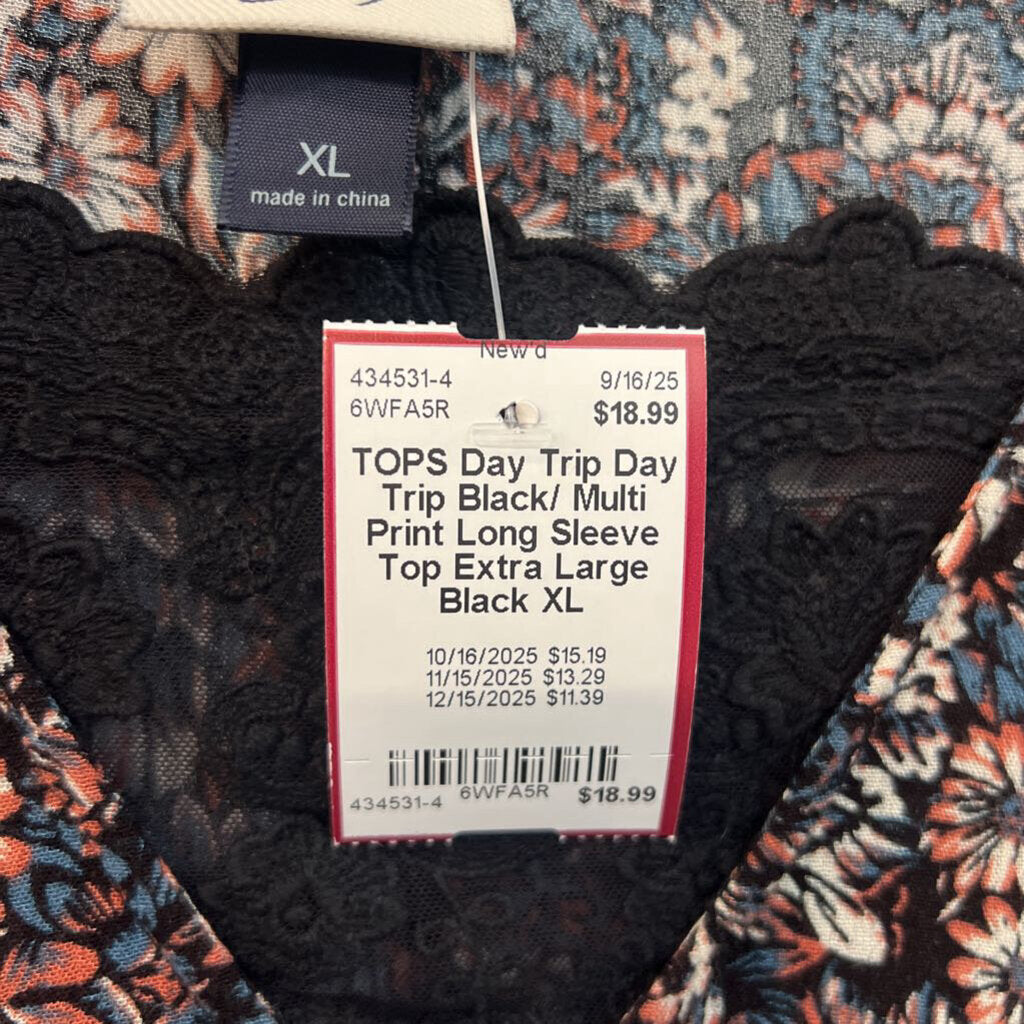 XL
made in china
New'd
434531-4 9/16/25
6WFA5R $18.99
TOPS Day Trip Day
Trip Black/ Multi
Print Long Sleeve
Top Extra Large
Black XL
10/16/2025 $15.19
11/15/2025 $13.29
12/15/2025 $11.39
434531-4 6WFA5R $18.99